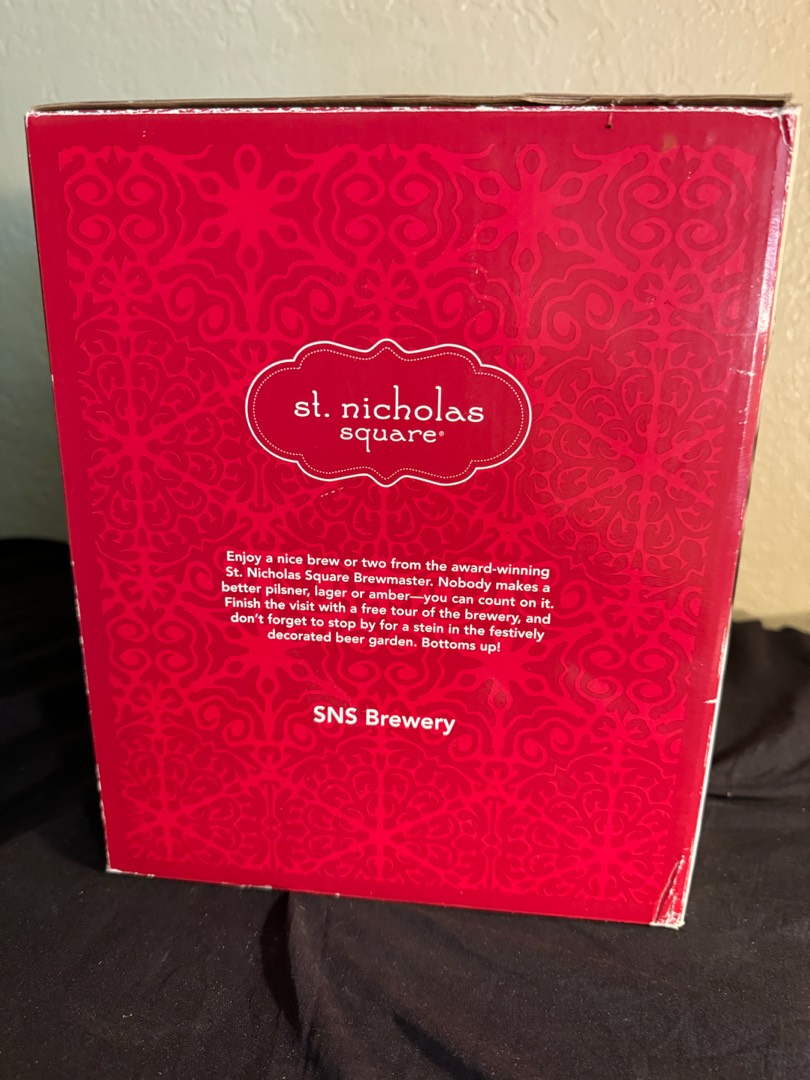 st. nicholas
square®
Enjoy a nice brew or two from the award-winning
St. Nicholas Square Brewmaster. Nobody makes a
better pilsner, lager or amber—you can count on it.
Finish the visit with a free tour of the brewery, and
don't forget to stop by for a stein in the festively
decorated beer garden. Bottoms up!
SNS Brewery